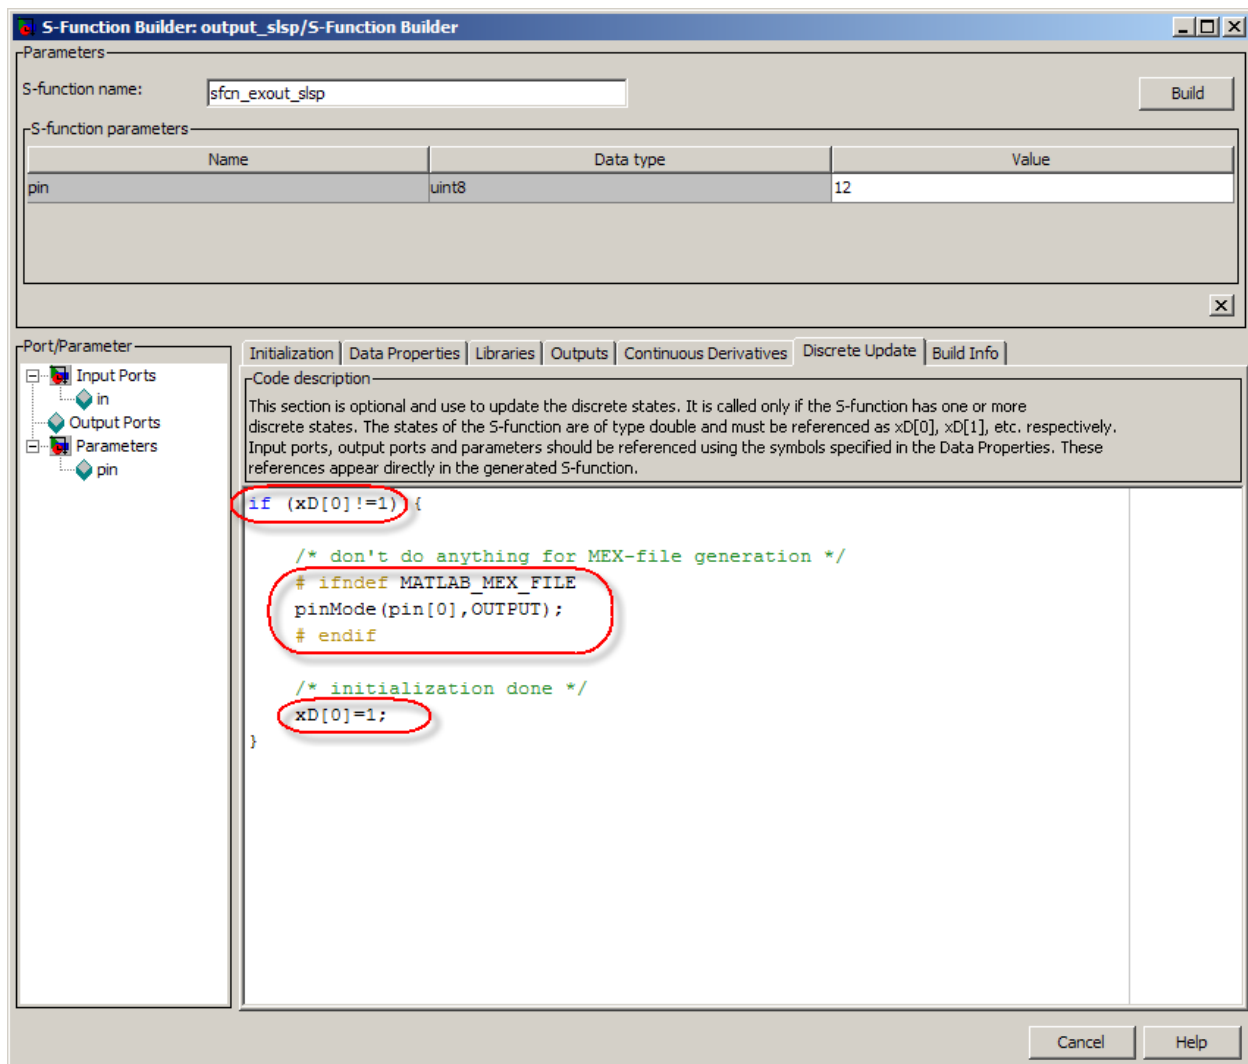 S-Function Builder: output_slsp/S-Function Builder
Parameters
S-function name: sfcn_exout_slsp Build
S-function parameters
Name Data type Value
pin uint8 12
Port/Parameter
Input Ports
in
Output Ports
Parameters
pin
Initialization Data Properties Libraries Outputs Continuous Derivatives Discrete Update Build Info
Code description
This section is optional and use to update the discrete states. It is called only if the S-function has one or more
discrete states. The states of the S-function are of type double and must be referenced as xD[0], xD[1], etc. respectively.
Input ports, output ports and parameters should be referenced using the symbols specified in the Data Properties. These
references appear directly in the generated S-function.
if (xD[0]!=1) {
/* don't do anything for MEX-file generation */
# ifndef MATLAB_MEX_FILE
pinMode(pin[0],OUTPUT);
# endif
/* initialization done */
xD[0]=1;
}
Cancel Help